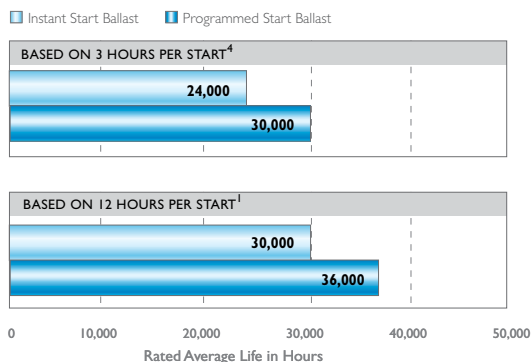 Instant Start Ballast Programmed Start Ballast
BASED ON 3 HOURS PER START4
24,000
30,000
BASED ON 12 HOURS PER START1
30,000
36,000
0 10,000 20,000 30,000 40,000 50,000
Rated Average Life in Hours